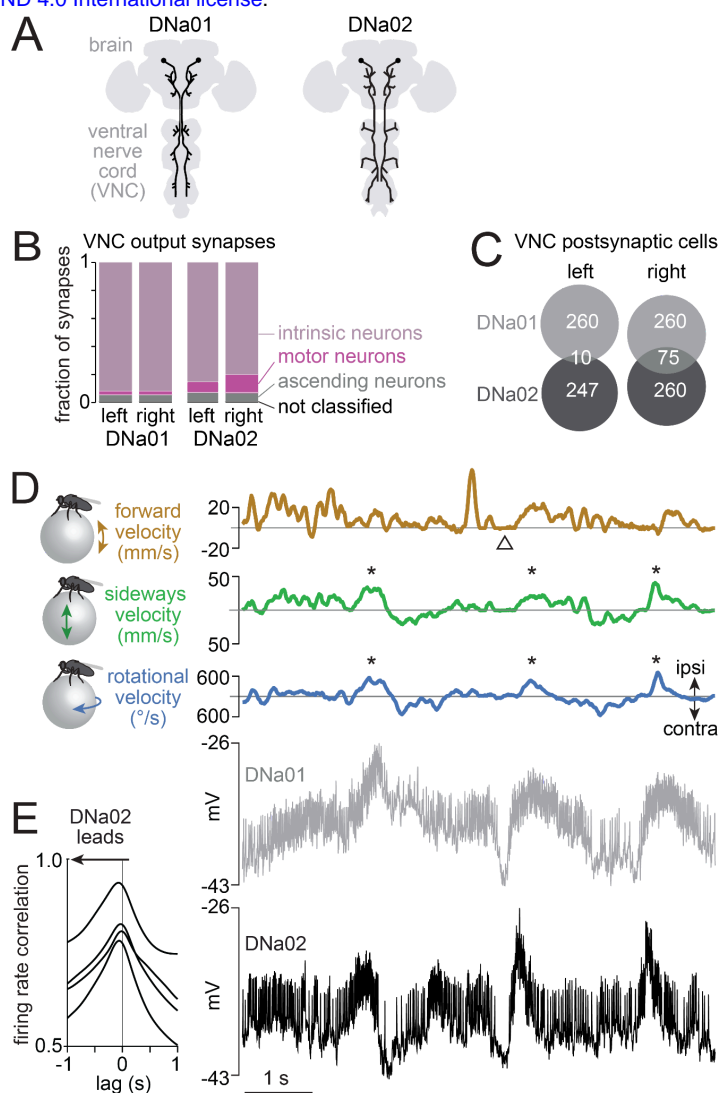 ND 4.0 International license.
A
DNa01
DNa02
brain
ventral
nerve
cord
(VNC)
B
VNC output synapses
1
0
fraction of synapses
left right
DNa01
left right
DNa02
intrinsic neurons
motor neurons
ascending neurons
not classified
C
VNC postsynaptic cells
left
right
DNa01
260
260
10
75
DNa02
247
260
D
forward
velocity
(mm/s)
20
-20
△
sideways
velocity
(mm/s)
50
50
* * *
rotational
velocity
(°/s)
600
600
* * *
ipsi
contra
-26
mV
-43
DNa01
-26
mV
-43
DNa02
1 s
E
DNa02
leads
1.0
0.5
firing rate correlation
-1 0 1
lag (s)